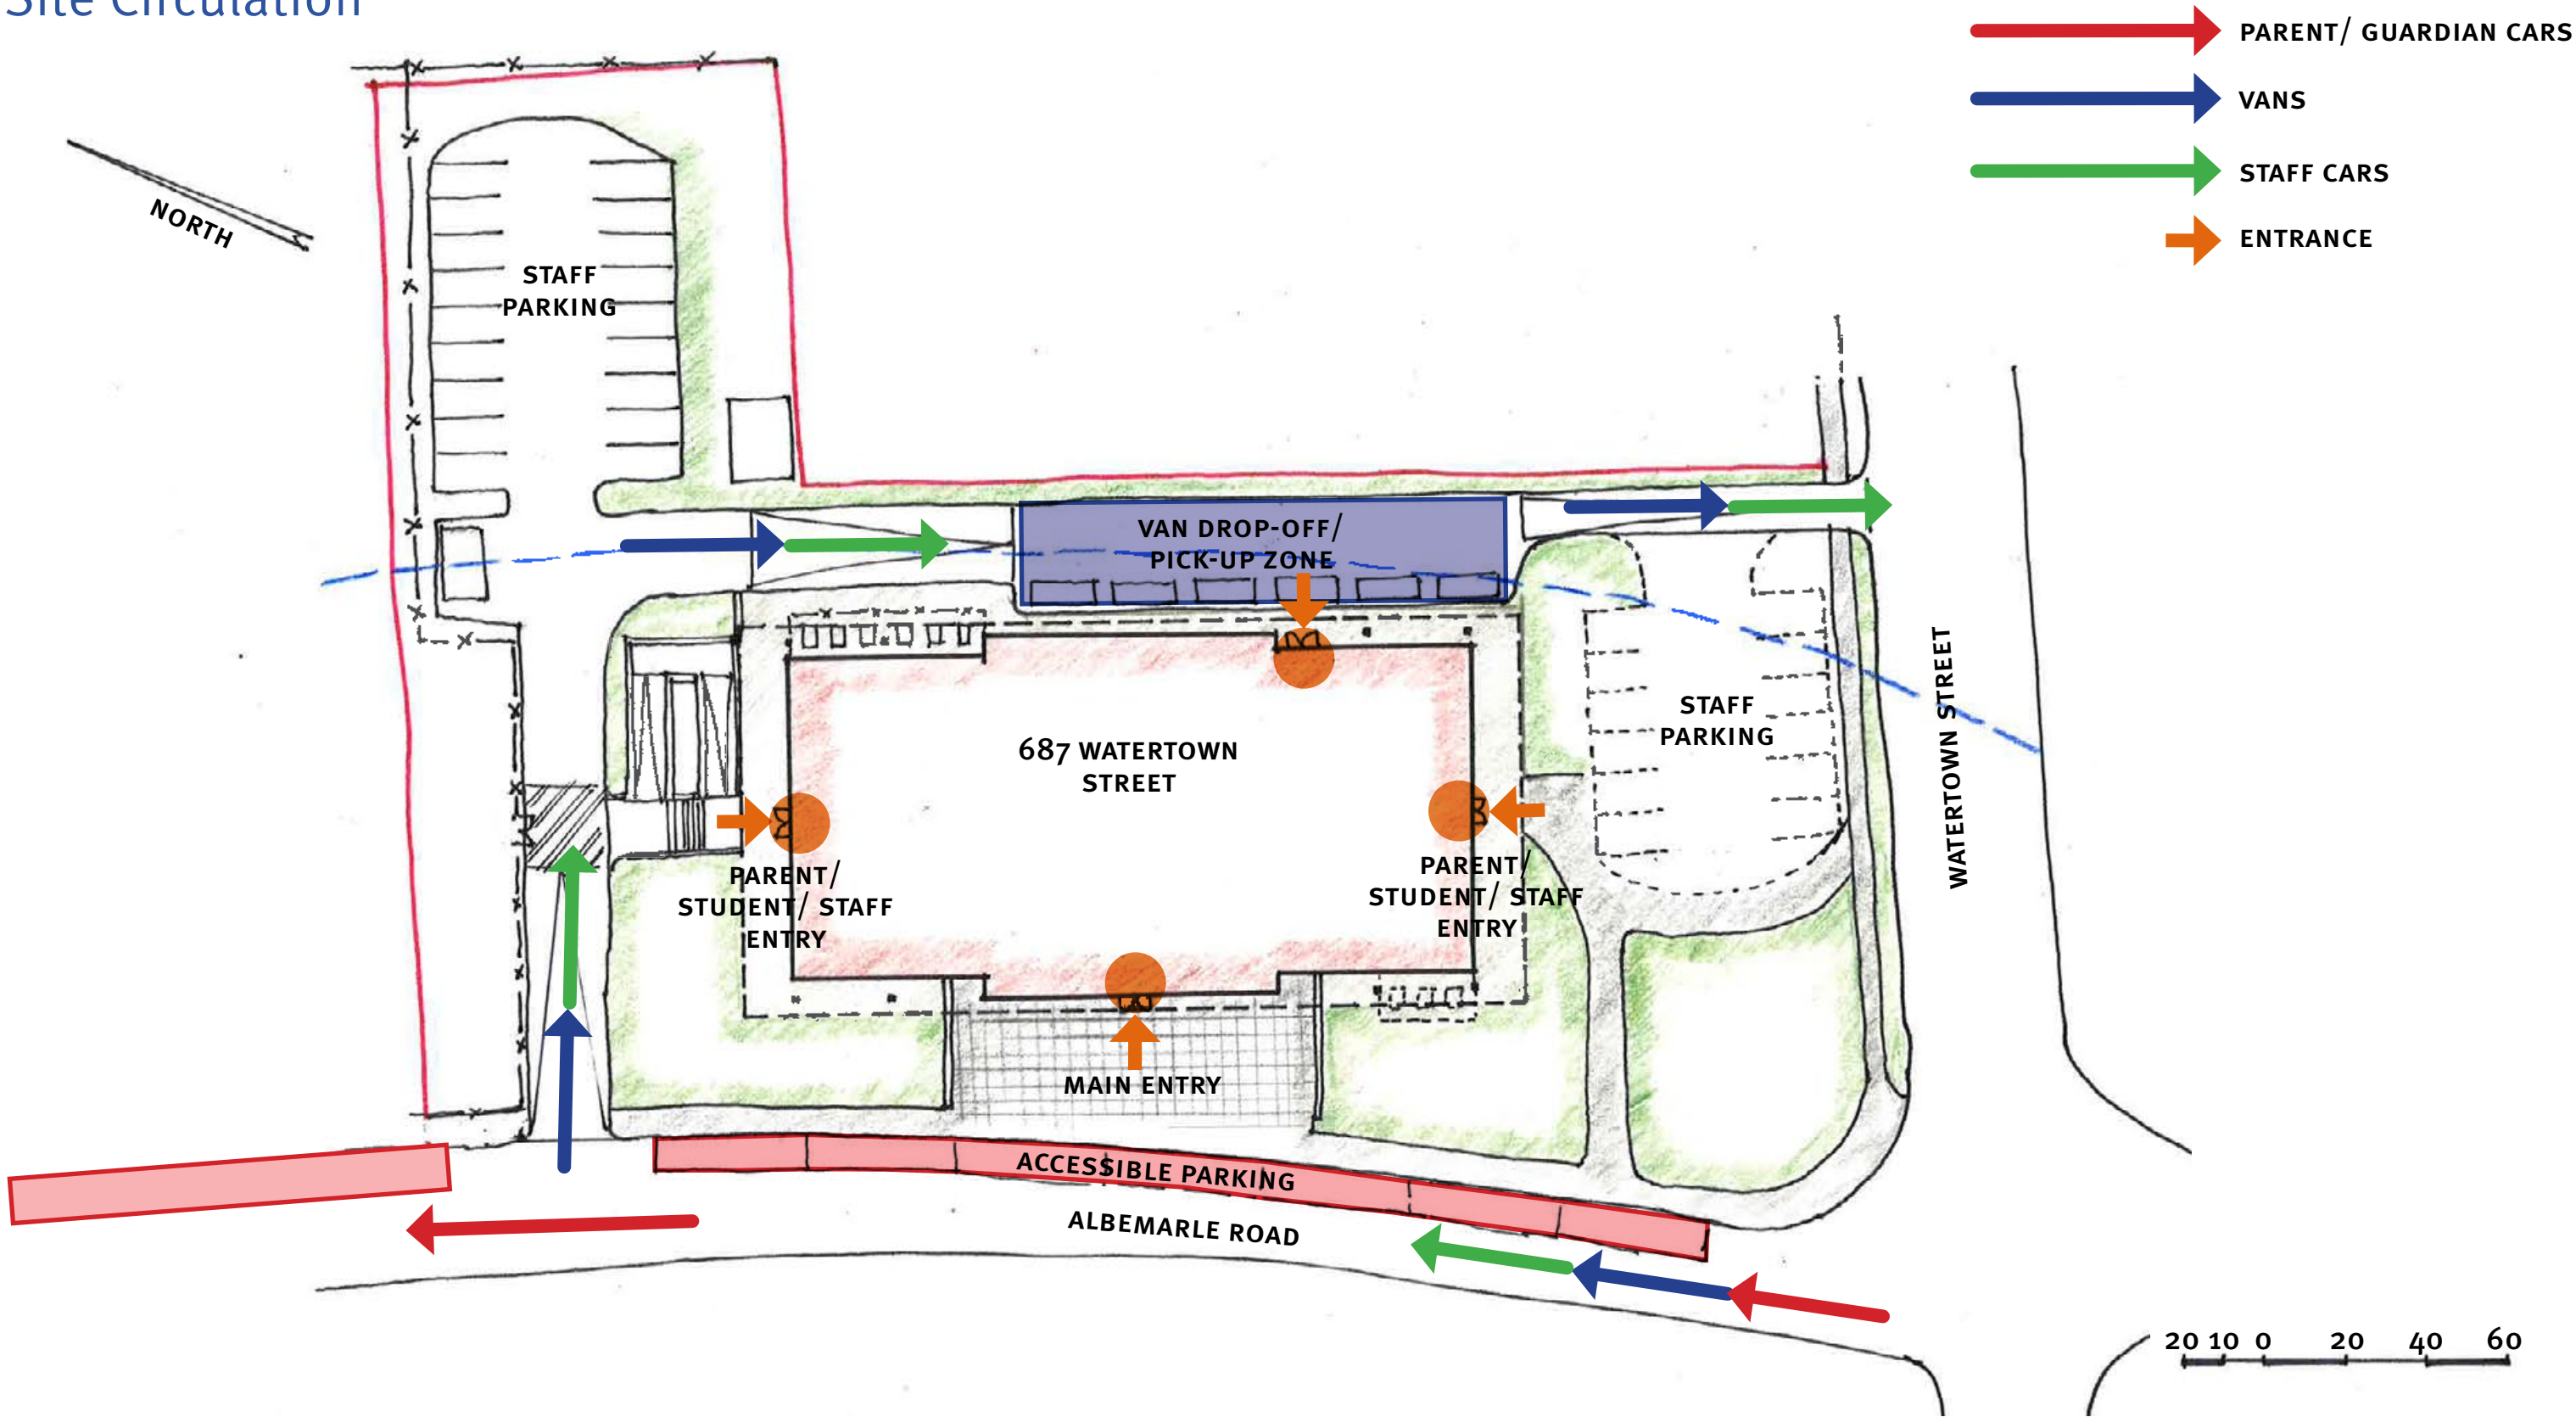 Site Circulation
PARENT/ GUARDIAN CARS
VANS
STAFF CARS
ENTRANCE
NORTH
STAFF
PARKING
VAN DROP-OFF/
PICK-UP ZONE
687 WATERTOWN
STREET
STAFF
PARKING
WATERTOWN STREET
PARENT/
STUDENT/ STAFF
ENTRY
PARENT/
STUDENT/ STAFF
ENTRY
MAIN ENTRY
ACCESSIBLE PARKING
ALBEMARLE ROAD
20 10 0 20 40 60